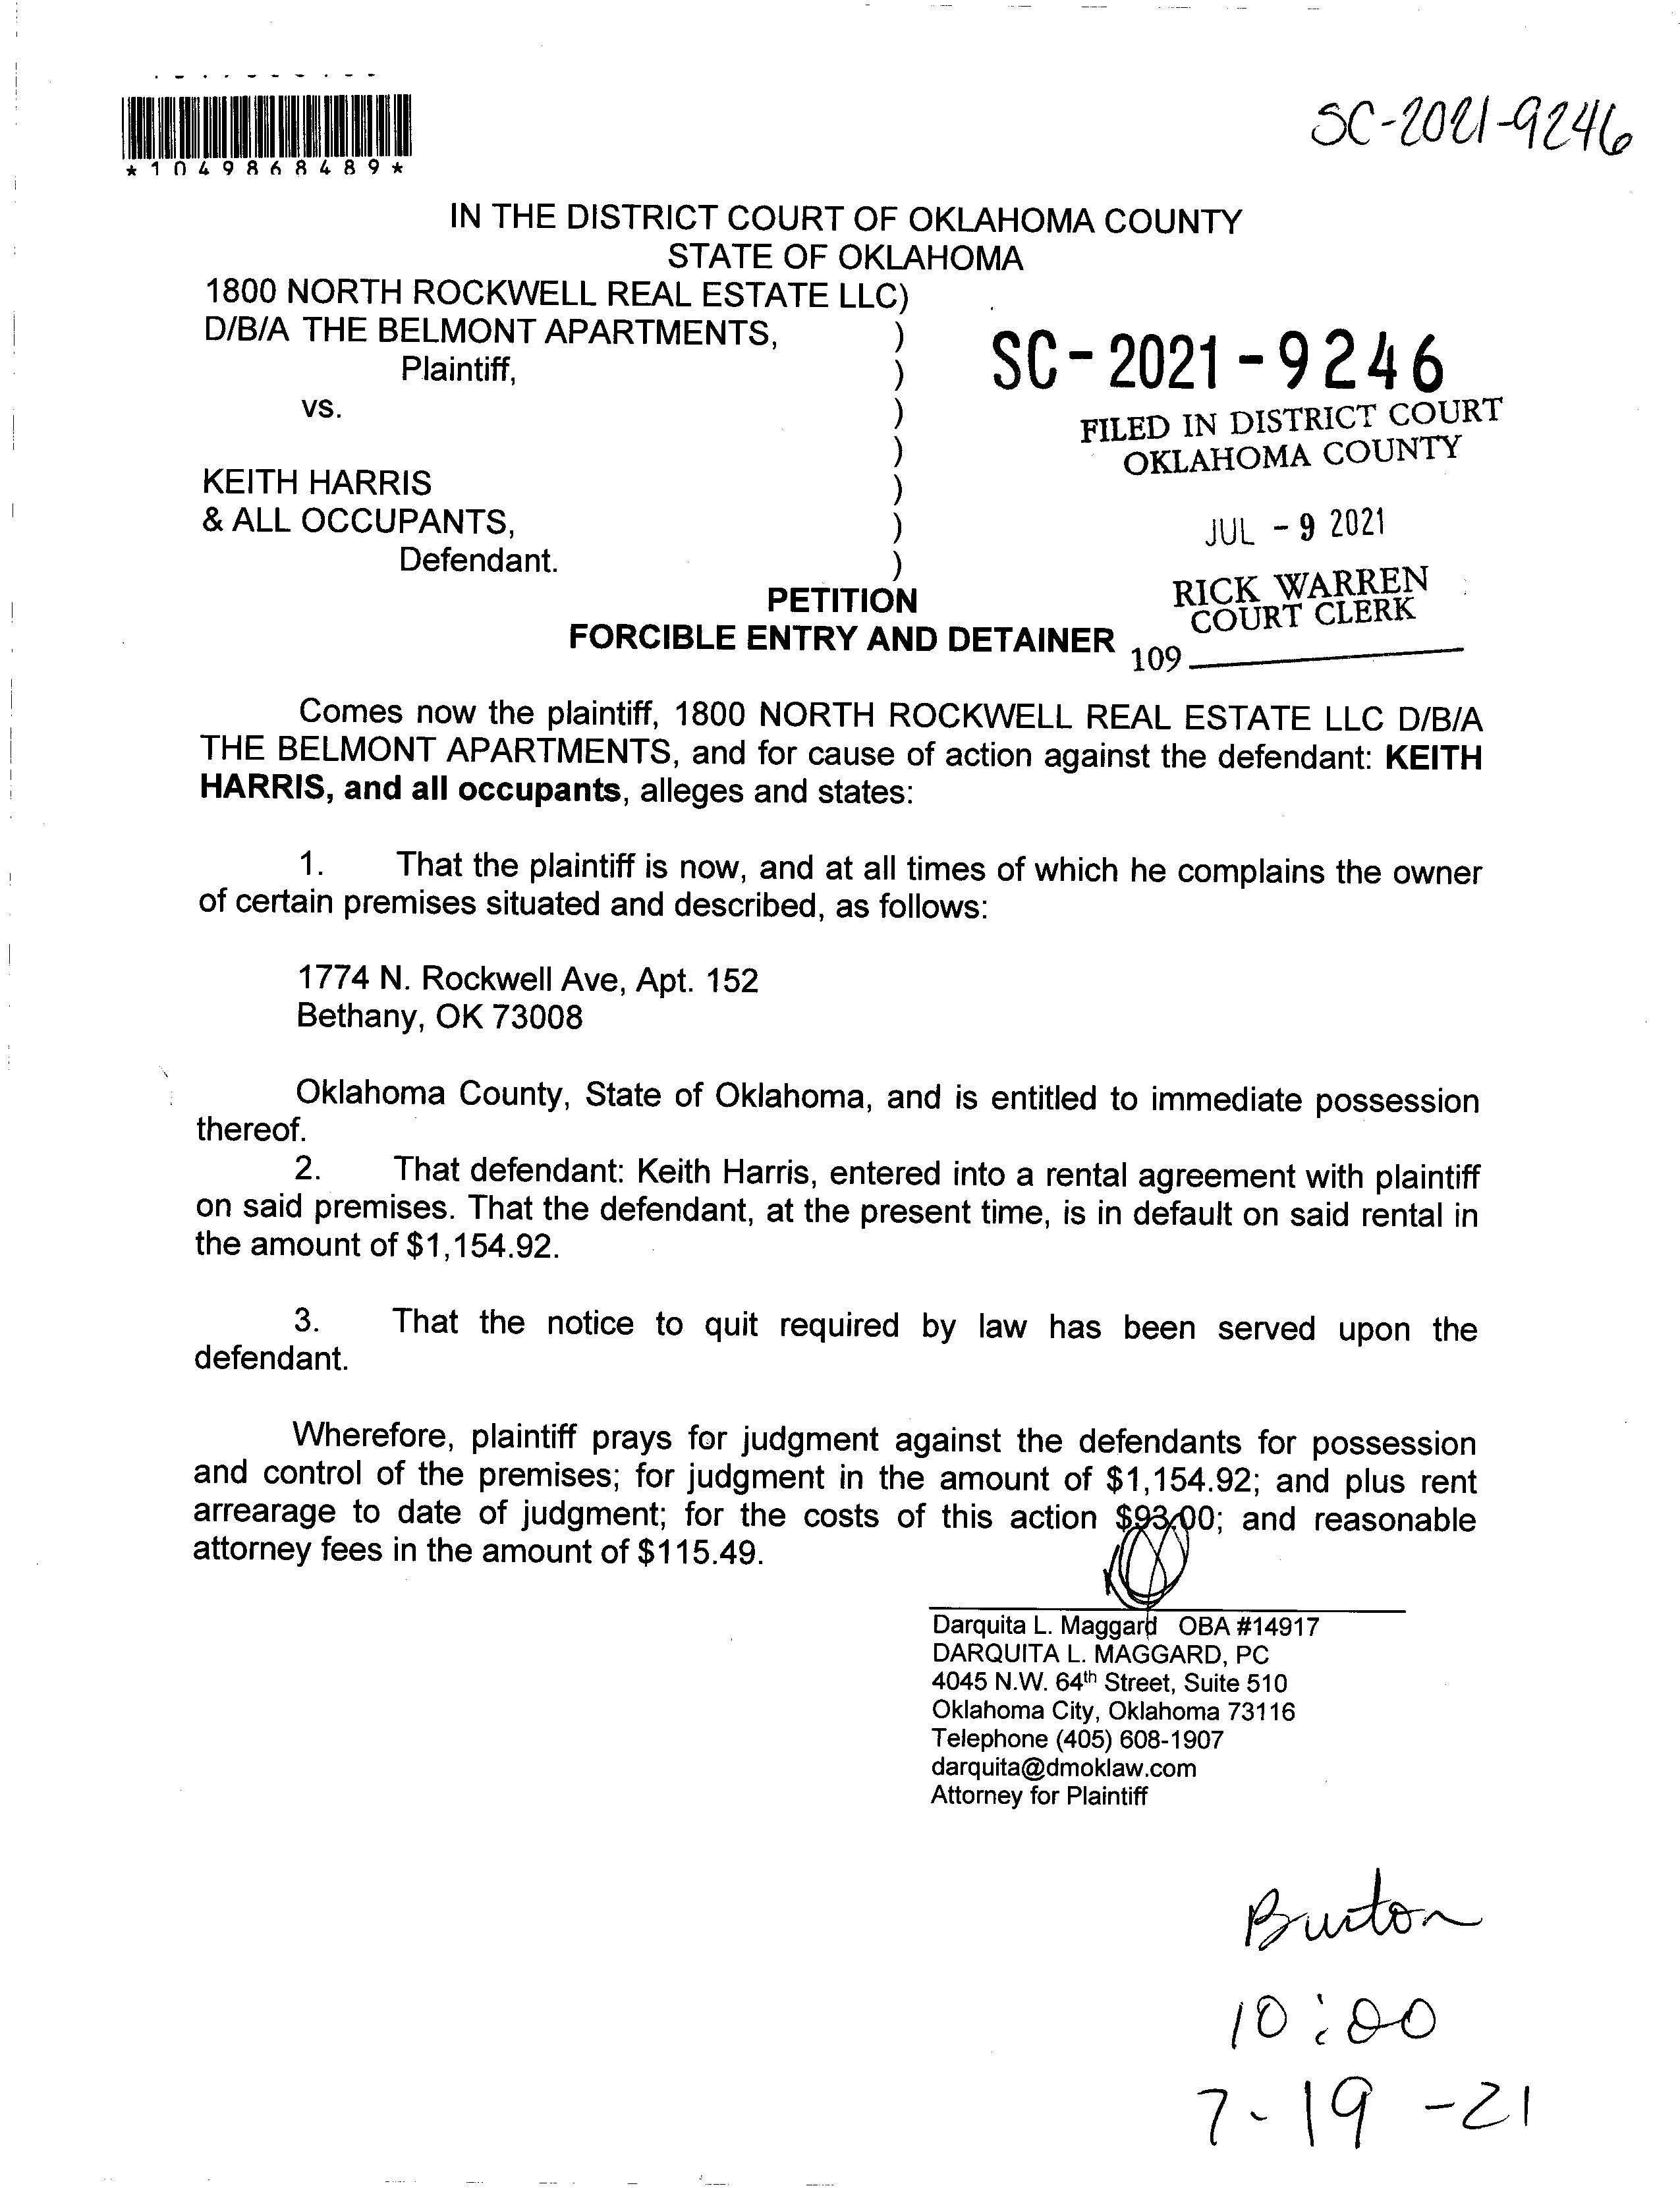 SC-2021-9246
*1049868489*
IN THE DISTRICT COURT OF OKLAHOMA COUNTY
STATE OF OKLAHOMA
1800 NORTH ROCKWELL REAL ESTATE LLC)
D/B/A THE BELMONT APARTMENTS, )
Plaintiff, )
SC-2021-9246
vs. )
FILED IN DISTRICT COURT
)
OKLAHOMA COUNTY
KEITH HARRIS )
& ALL OCCUPANTS, )
JUL - 9 2021
Defendant. )
PETITION
RICK WARREN
COURT CLERK
FORCIBLE ENTRY AND DETAINER
109
Comes now the plaintiff, 1800 NORTH ROCKWELL REAL ESTATE LLC D/B/A
THE BELMONT APARTMENTS, and for cause of action against the defendant: KEITH
HARRIS, and all occupants, alleges and states:
1. That the plaintiff is now, and at all times of which he complains the owner
of certain premises situated and described, as follows:
1774 N. Rockwell Ave, Apt. 152
Bethany, OK 73008
Oklahoma County, State of Oklahoma, and is entitled to immediate possession
thereof.
2. That defendant: Keith Harris, entered into a rental agreement with plaintiff
on said premises. That the defendant, at the present time, is in default on said rental in
the amount of $1,154.92.
3. That the notice to quit required by law has been served upon the
defendant.
Wherefore, plaintiff prays for judgment against the defendants for possession
and control of the premises; for judgment in the amount of $1,154.92; and plus rent
arrearage to date of judgment; for the costs of this action $93.00; and reasonable
attorney fees in the amount of $115.49.
Darquita L. Maggard OBA #14917
DARQUITA L. MAGGARD, PC
4045 N.W. 64th Street, Suite 510
Oklahoma City, Oklahoma 73116
Telephone (405) 608-1907
darquita@dmoklaw.com
Attorney for Plaintiff
Burton
10:00
7-19-21